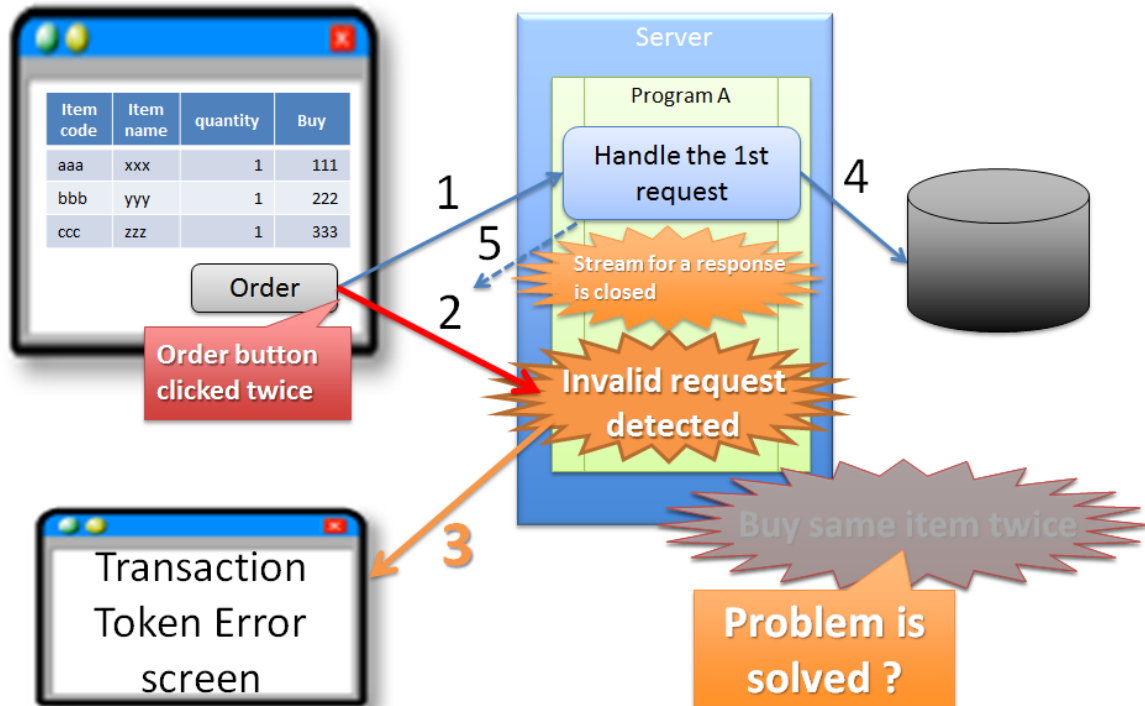 Server
Program A
Item code
Item name
quantity
Buy
aaa xxx 1 111
bbb yyy 1 222
ccc zzz 1 333
Order
Order button
clicked twice
1
Handle the 1st
request
4
5
2
Stream for a response
is closed
Invalid request
detected
3
Transaction
Token Error
screen
Buy same item twice
Problem is
solved ?